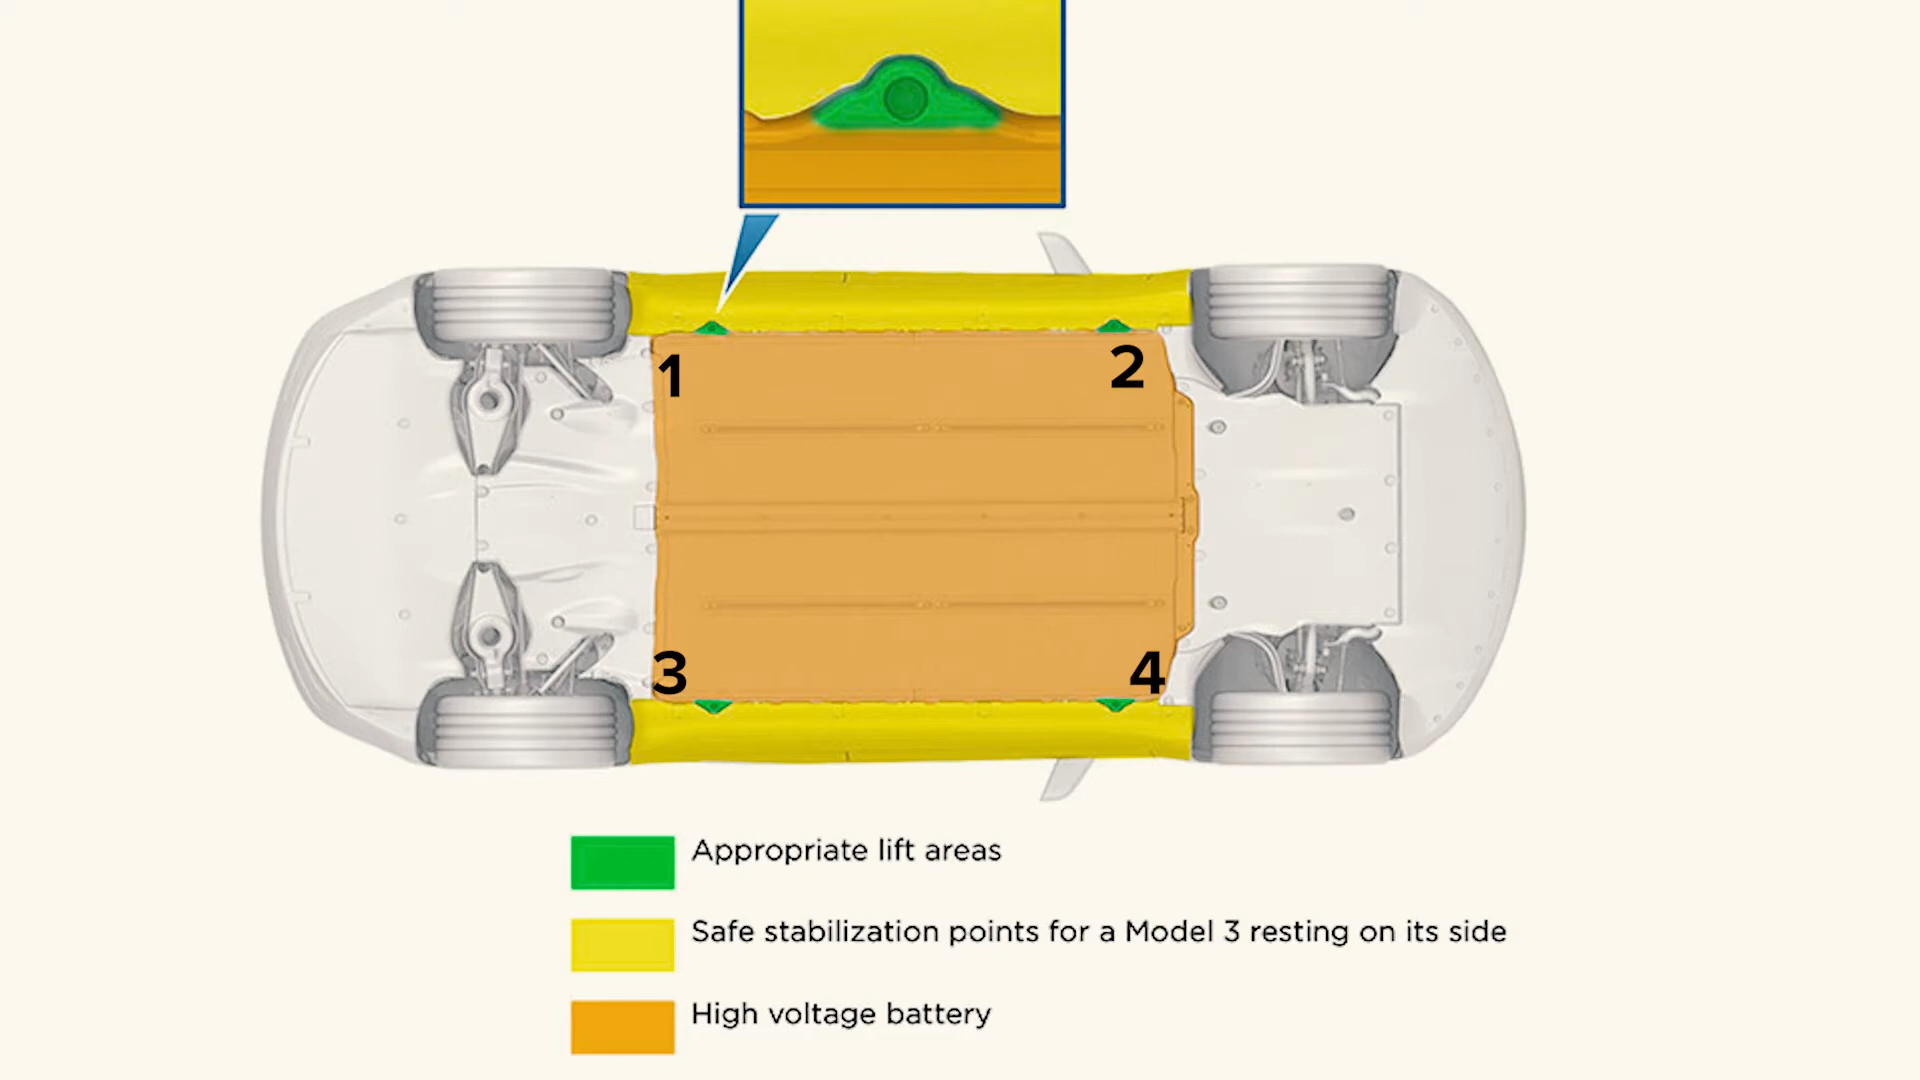 1
2
3
4
Appropriate lift areas
Safe stabilization points for a Model 3 resting on its side
High voltage battery